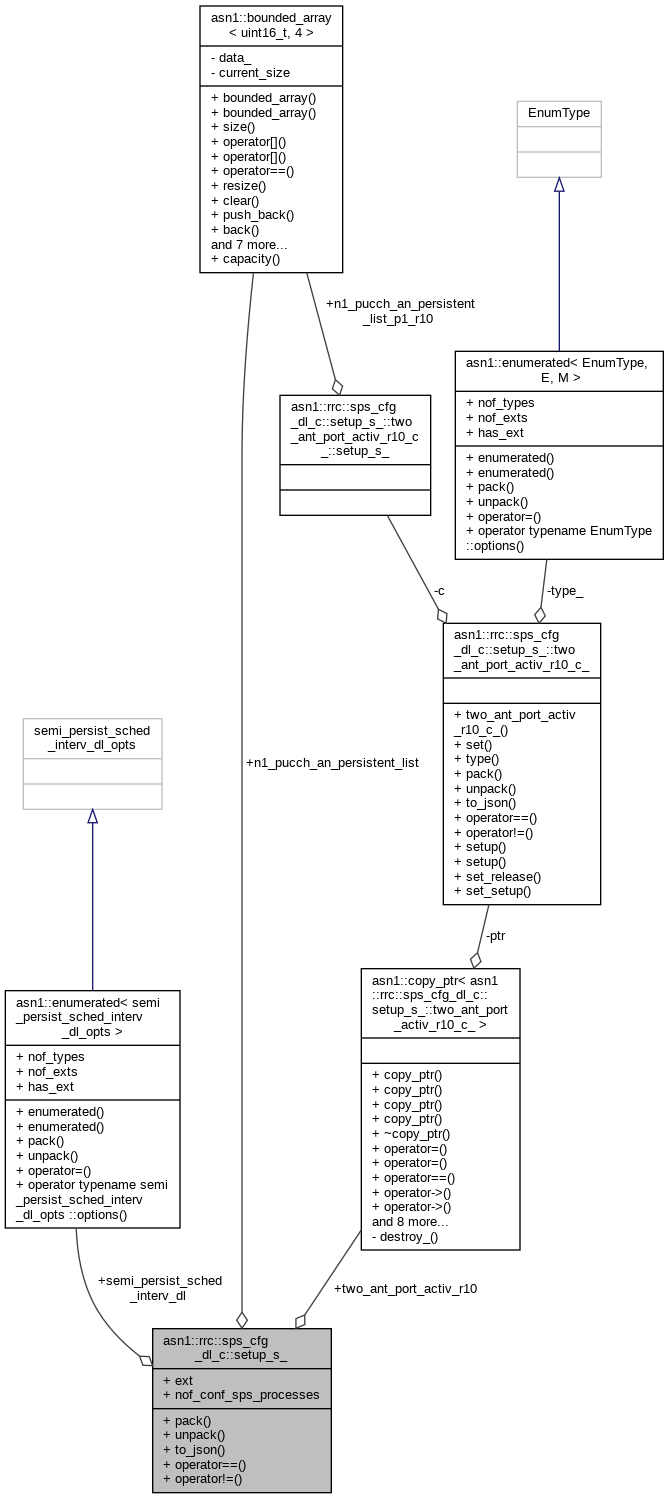 asn1::bounded_array
< uint16_t, 4 >
- data_
- current_size
+ bounded_array()
+ bounded_array()
+ size()
+ operator[]()
+ operator[]()
+ operator==()
+ resize()
+ clear()
+ push_back()
+ back()
and 7 more...
+ capacity()
EnumType
+n1_pucch_an_persistent
_list_p1_r10
asn1::enumerated< EnumType,
E, M >
+ nof_types
+ nof_exts
+ has_ext
+ enumerated()
+ enumerated()
+ pack()
+ unpack()
+ operator=()
+ operator typename EnumType
::options()
asn1::rrc::sps_cfg
_dl_c::setup_s_::two
_ant_port_activ_r10_c
_::setup_s_
-c
-type_
asn1::rrc::sps_cfg
_dl_c::setup_s_::two
_ant_port_activ_r10_c_
+ two_ant_port_activ
_r10_c_()
+ set()
+ type()
+ pack()
+ unpack()
+ to_json()
+ operator==()
+ operator!=()
+ setup()
+ setup()
+ set_release()
+ set_setup()
semi_persist_sched
_interv_dl_opts
+n1_pucch_an_persistent_list
-ptr
asn1::copy_ptr< asn1
::rrc::sps_cfg_dl_c::
setup_s_::two_ant_port
_activ_r10_c_ >
+ copy_ptr()
+ copy_ptr()
+ copy_ptr()
+ copy_ptr()
+ ~copy_ptr()
+ operator=()
+ operator=()
+ operator==()
+ operator->()
+ operator->()
and 8 more...
- destroy_()
asn1::enumerated< semi
_persist_sched_interv
_dl_opts >
+ nof_types
+ nof_exts
+ has_ext
+ enumerated()
+ enumerated()
+ pack()
+ unpack()
+ operator=()
+ operator typename semi
_persist_sched_interv
_dl_opts ::options()
+semi_persist_sched
_interv_dl
+two_ant_port_activ_r10
asn1::rrc::sps_cfg
_dl_c::setup_s_
+ ext
+ nof_conf_sps_processes
+ pack()
+ unpack()
+ to_json()
+ operator==()
+ operator!=()